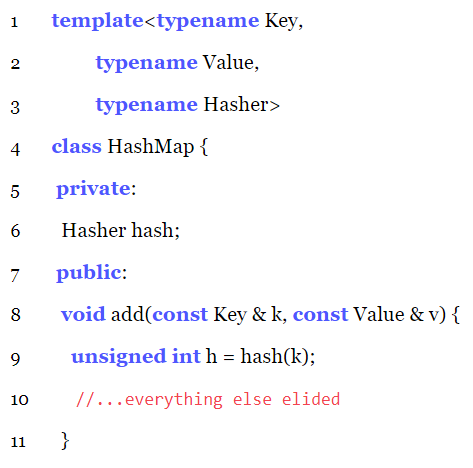 1 template<typename Key,
2 typename Value,
3 typename Hasher>
4 class HashMap {
5 private:
6 Hasher hash;
7 public:
8 void add(const Key & k, const Value & v) {
9 unsigned int h = hash(k);
10 //...everything else elided
11 }